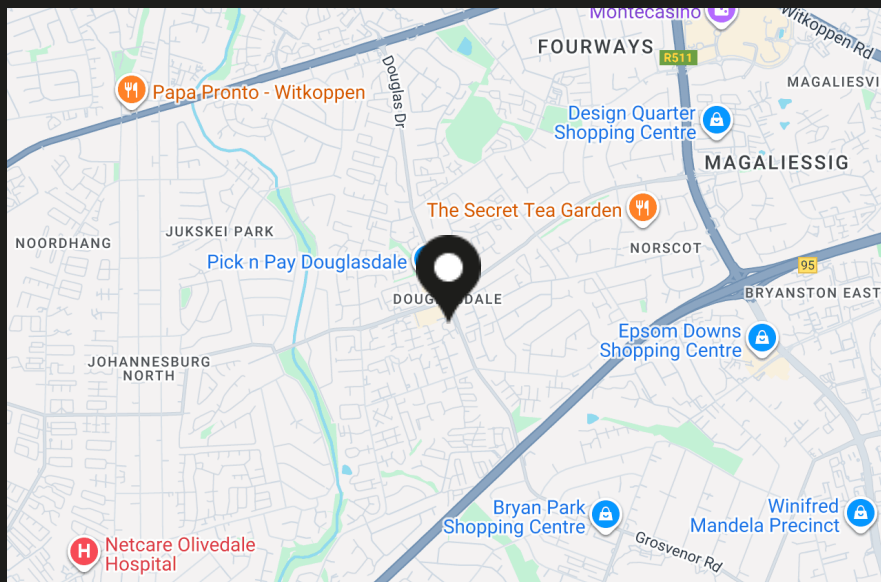 Montecasino
Witkoppen Rd
FOURWAYS
R511
Douglas Dr
Papa Pronto - Witkoppen
MAGALIESVI
Design Quarter
Shopping Centre
MAGALIESSIG
The Secret Tea Garden
JUKSKEI PARK
NOORDHANG
NORSCOT
Pick n Pay Douglasdale
95
BRYANSTON EAST
DOUG
DALE
Epsom Downs
Shopping Centre
JOHANNESBURG
NORTH
Bryan Park
Shopping Centre
Winifred
Mandela Precinct
Grosvenor Rd
H
Netcare Olivedale
Hospital